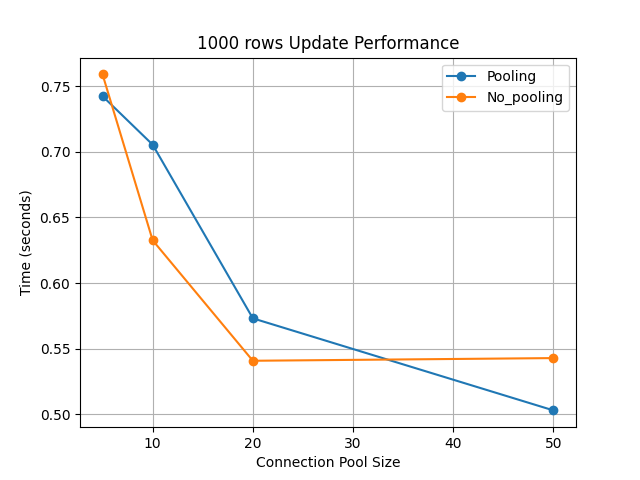 1000 rows Update Performance
Pooling
No_pooling
Time (seconds)
0.75
0.70
0.65
0.60
0.55
0.50
10
20
30
40
50
Connection Pool Size